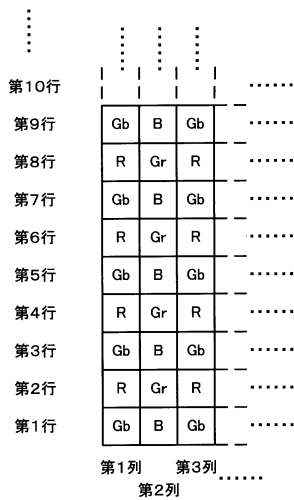 第10行
第9行 Gb B Gb
第8行 R Gr R
第7行 Gb B Gb
第6行 R Gr R
第5行 Gb B Gb
第4行 R Gr R
第3行 Gb B Gb
第2行 R Gr R
第1行 Gb B Gb
第1列 第3列
第2列